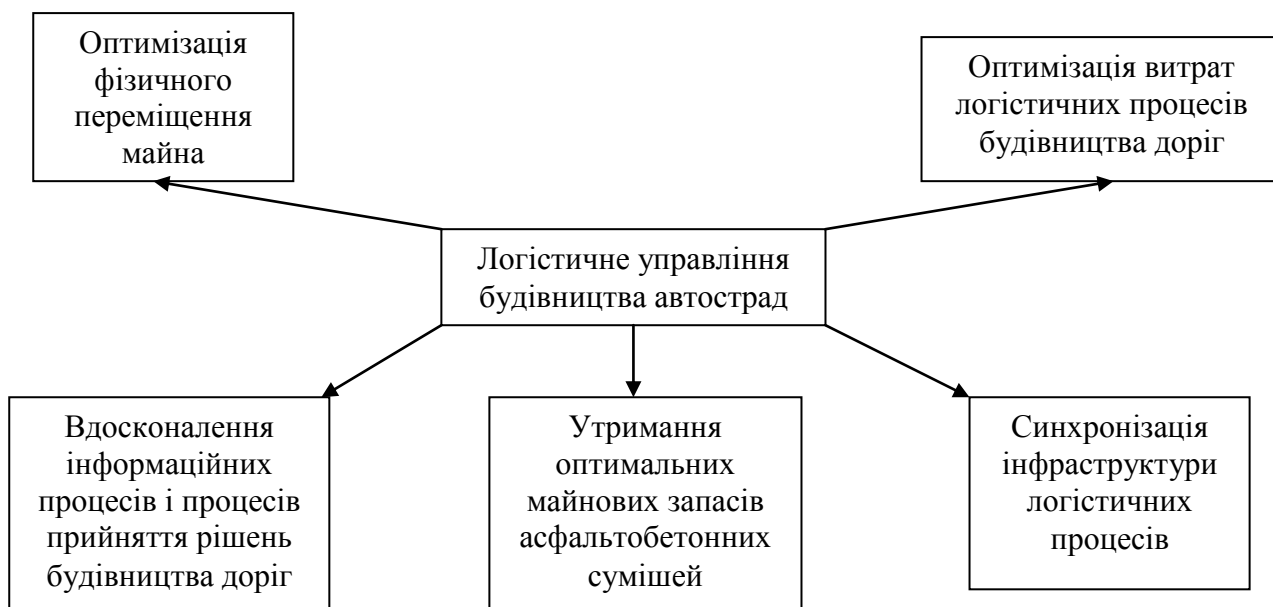 Оптимізація
фізичного
переміщення
майна
Оптимізація витрат
логістичних процесів
будівництва доріг
Логістичне управління
будівництва автострад
Вдосконалення
інформаційних
процесів і процесів
прийняття рішень
будівництва доріг
Утримання
оптимальних
майнових запасів
асфальтобетонних
сумішей
Синхронізація
інфраструктури
логістичних
процесів